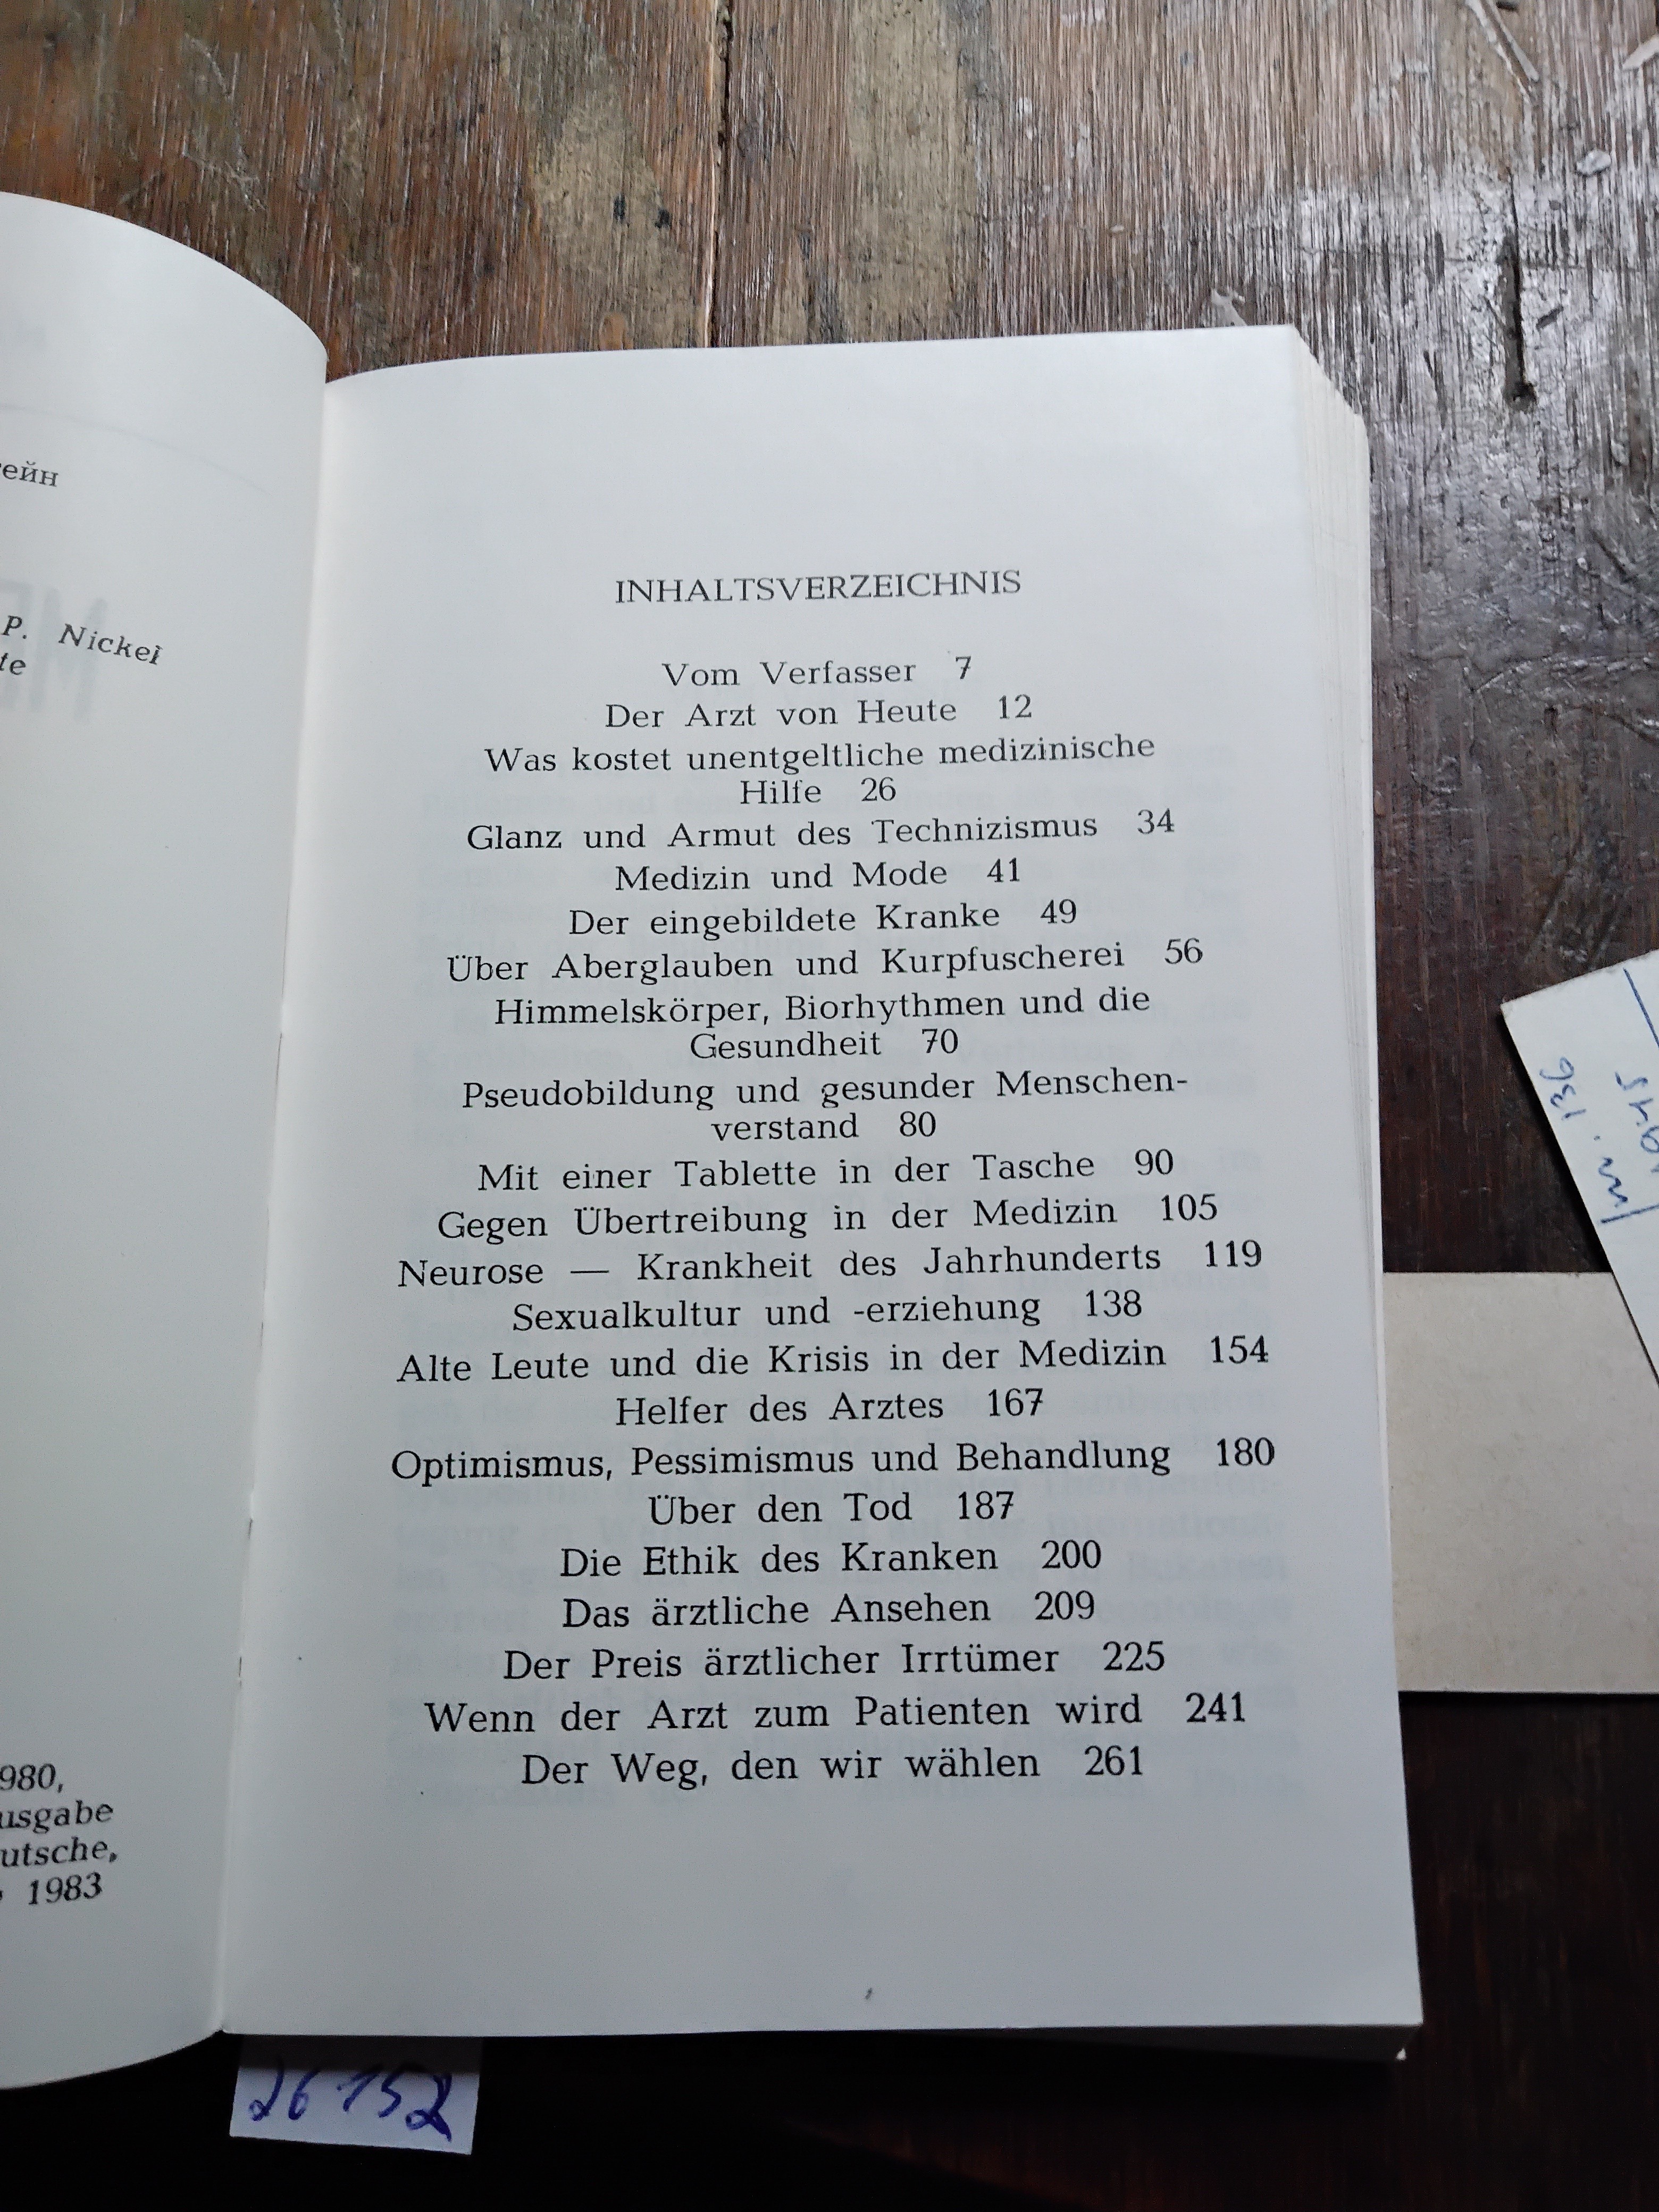 ейн
P. Nickel
te
980,
usgabe
utsche,
1983
INHALTSVERZEICHNIS
Vom Verfasser 7
Der Arzt von Heute 12
Was kostet unentgeltliche medizinische
Hilfe 26
Glanz und Armut des Technizismus 34
Medizin und Mode 41
Der eingebildete Kranke 49
Über Aberglauben und Kurpfuscherei 56
Himmelskörper, Biorhythmen und die
Gesundheit 70
Pseudobildung und gesunder Menschen-
verstand 80
Mit einer Tablette in der Tasche 90
Gegen Übertreibung in der Medizin 105
Neurose — Krankheit des Jahrhunderts 119
Sexualkultur und -erziehung 138
Alte Leute und die Krisis in der Medizin 154
Helfer des Arztes 167
Optimismus, Pessimismus und Behandlung 180
Über den Tod 187
Die Ethik des Kranken 200
Das ärztliche Ansehen 209
Der Preis ärztlicher Irrtümer 225
Wenn der Arzt zum Patienten wird 241
Der Weg, den wir wählen 261
26152